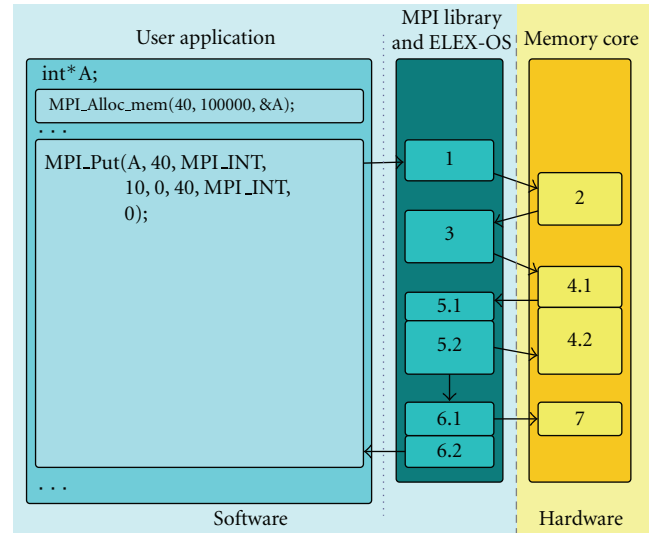 User application
MPI library
and ELEX-OS
Memory core
int* A;
MPI_Alloc_mem(40, 100000, &A);
. . .
MPI_Put(A, 40, MPI_INT,
10, 0, 40, MPI_INT,
0);
. . .
1
2
3
4.1
4.2
5.1
5.2
6.1
6.2
7
Software
Hardware